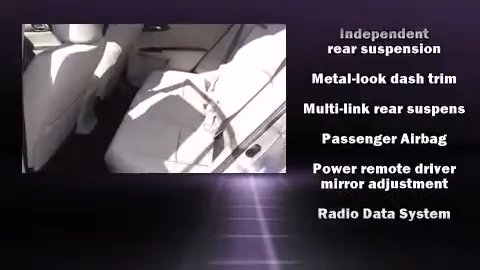 Independent
rear suspension
Metal-look dash trim
Multi-link rear suspens
Passenger Airbag
Power remote driver
mirror adjustment
Radio Data System